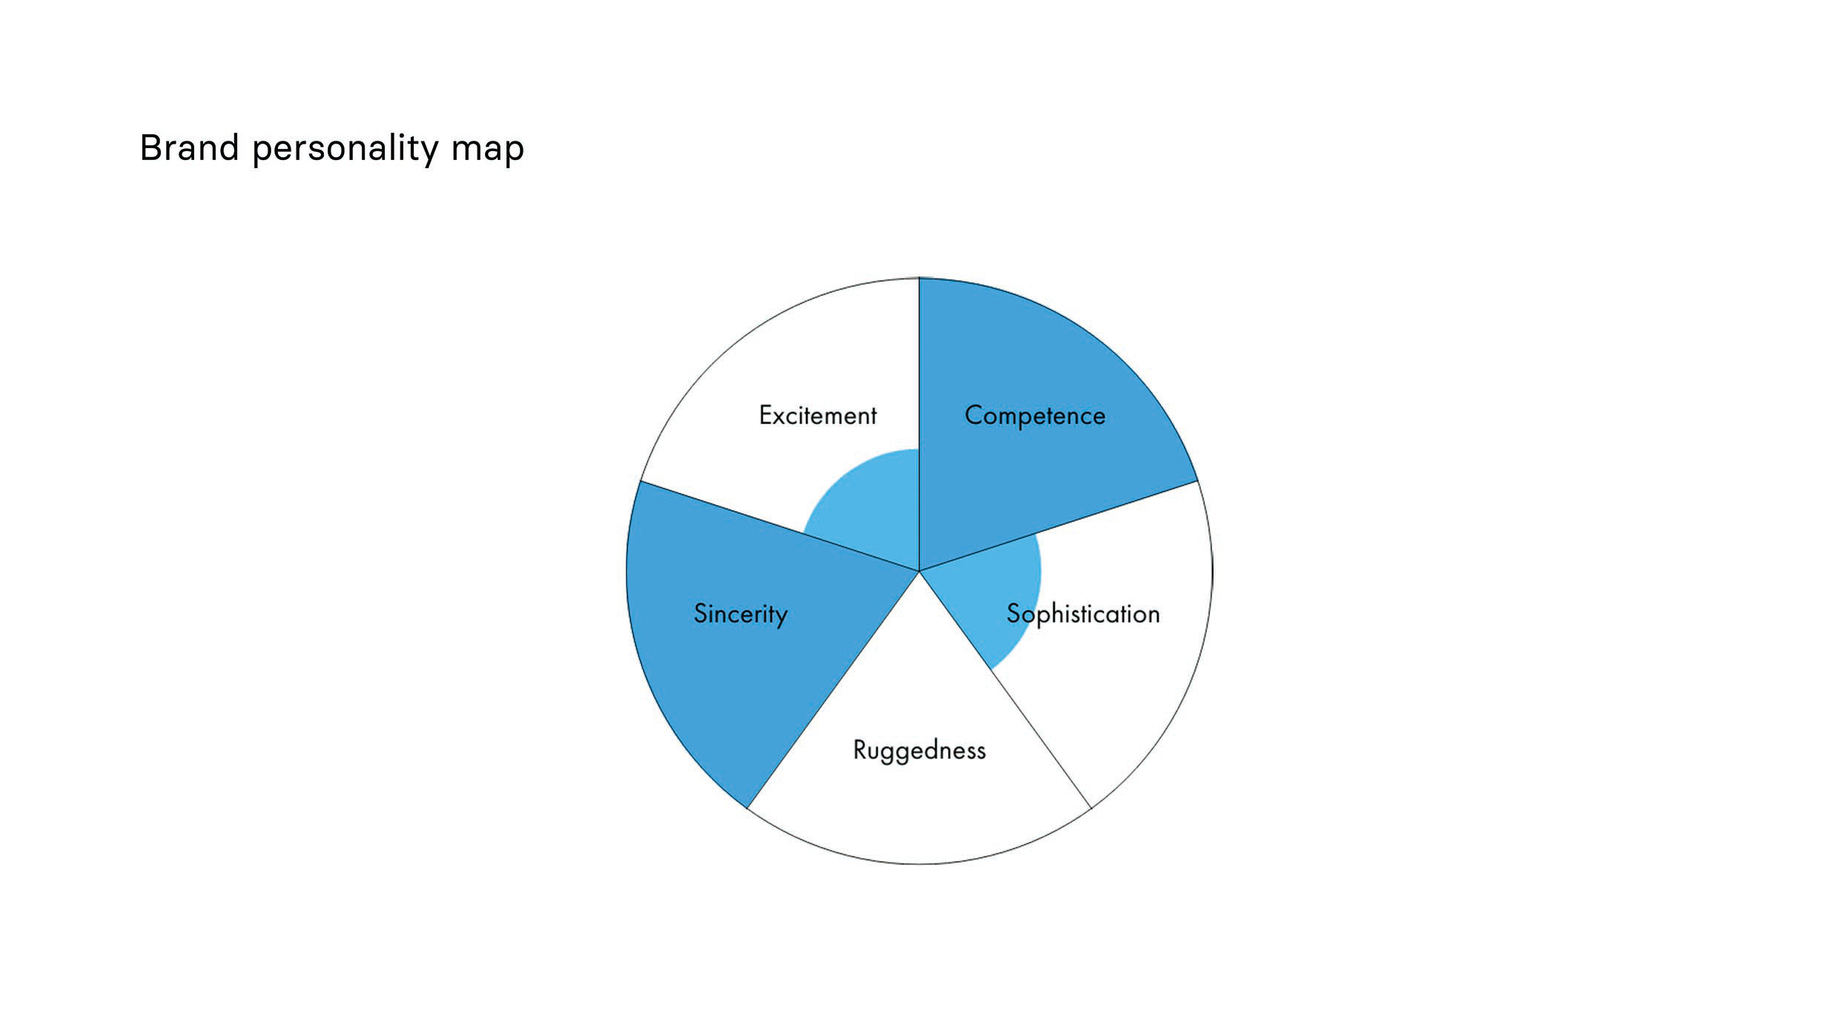 Brand personality map
Excitement
Competence
Sincerity
Sophistication
Ruggedness